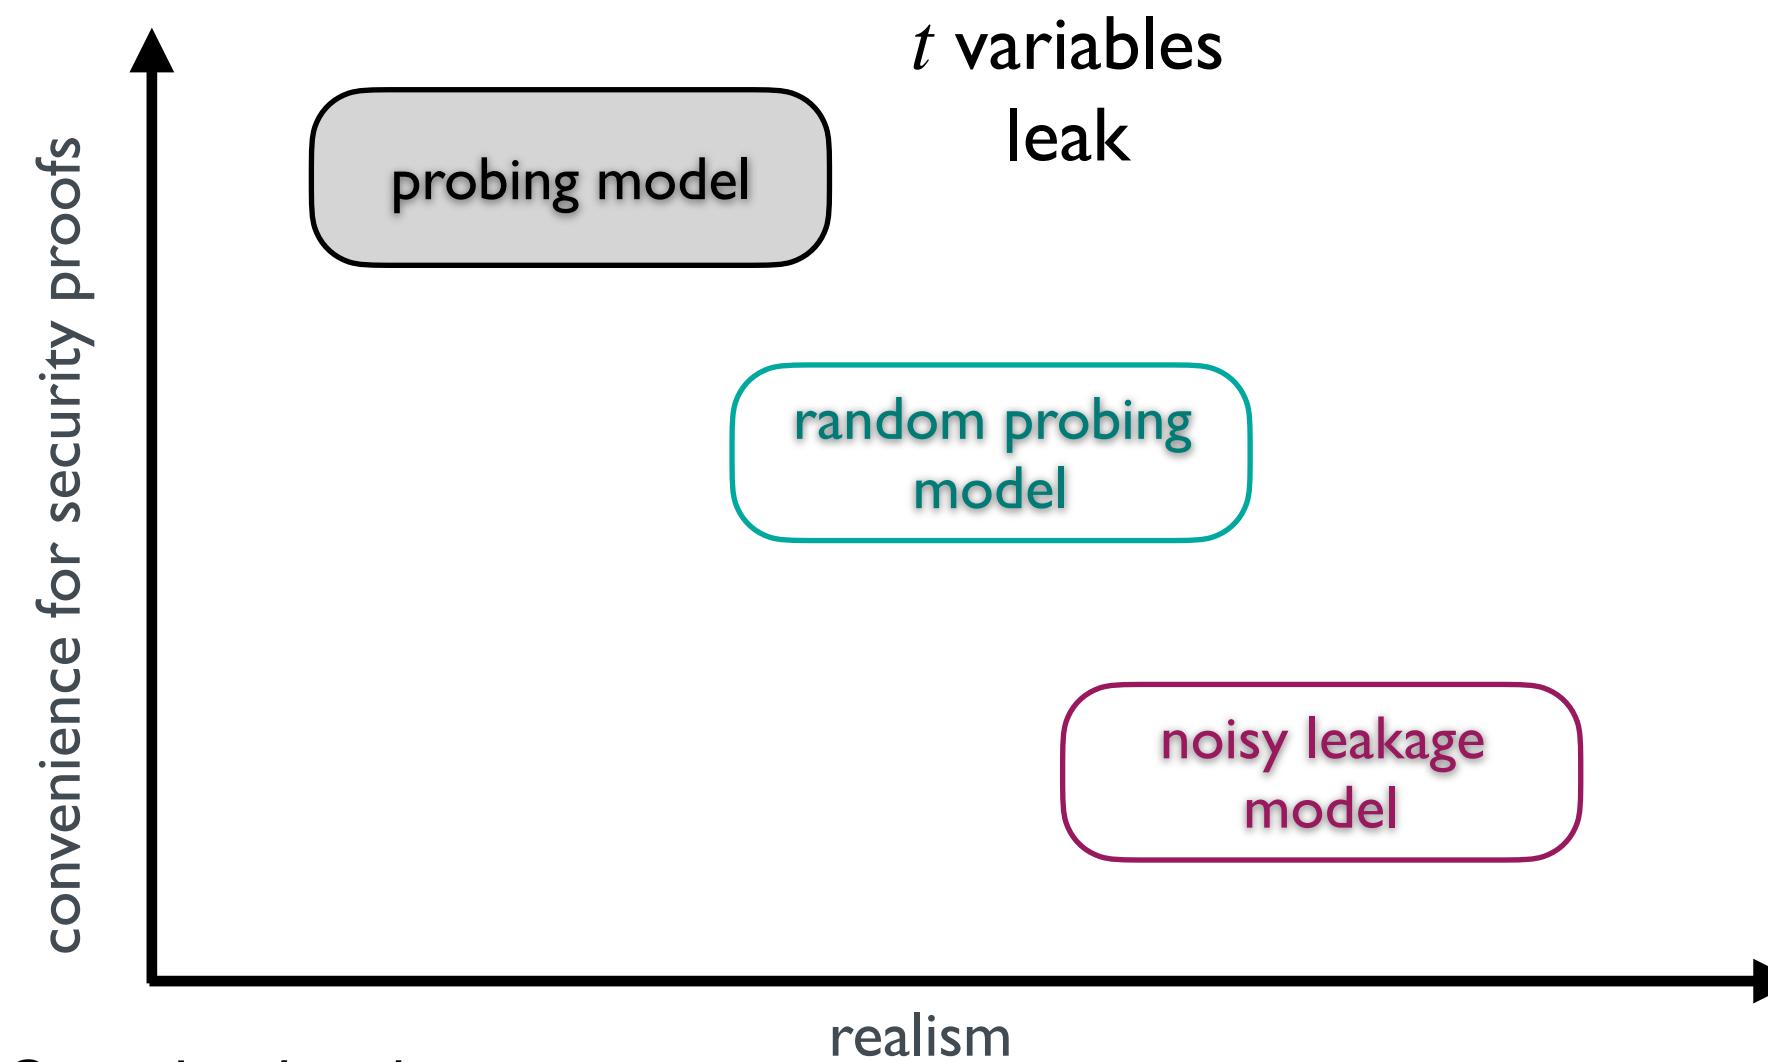 t variables
leak
probing model
convenience for security proofs
random probing
model
noisy leakage
model
realism